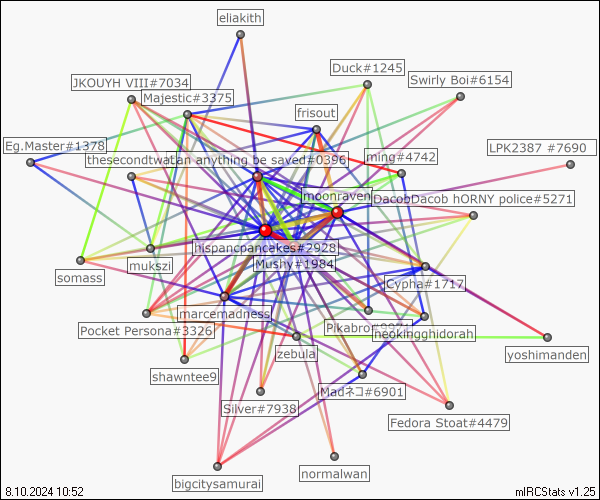 eliakith
Duck#1245
Swirly Boi#6154
JKOUYH VIII#7034
Majestic#3375
frisout
Eg.Master#1378
LPK2387 #7690
thesecondtwat
an anything be saved#0396
ming#4742
moonraven
DacobDacob hORNY police#5271
hispancpancakes#2928
mukszi
Mushy#1984
somass
Cypha#1717
marcemadness
Pocket Persona#3326
Pikabro
neokingghidorah
zebula
yoshimanden
shawntee9
Madネコ#6901
Silver#7938
Fedora Stoat#4479
normalwan
bigcitysamurai
8.10.2024 10:52
mIRCStats v1.25